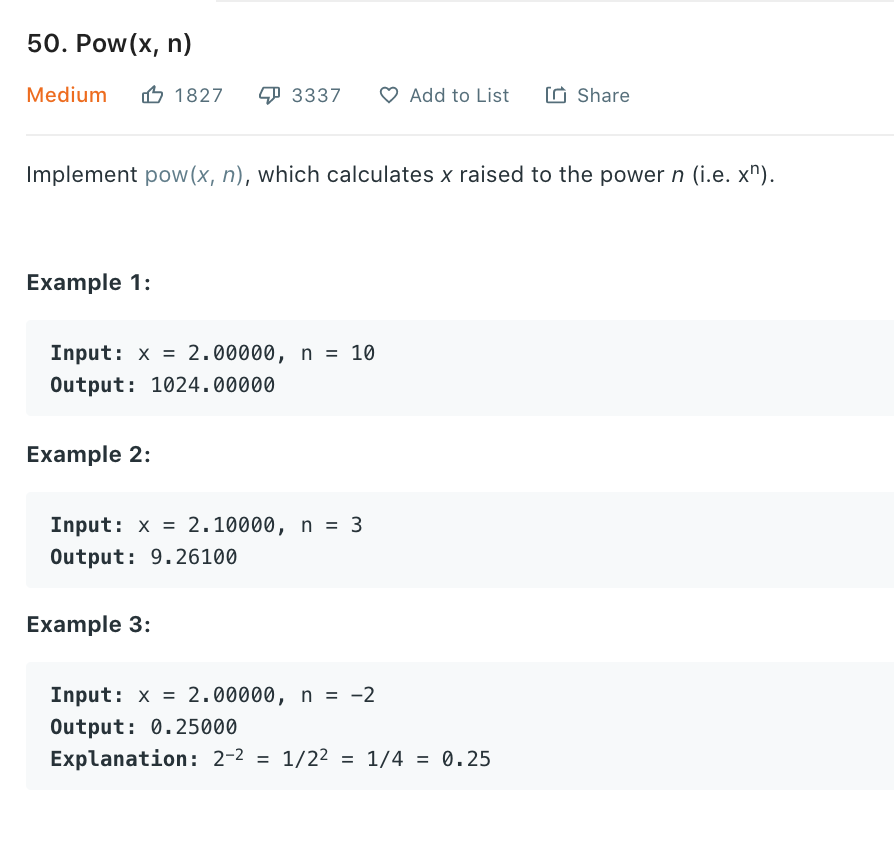 50. Pow(x, n)
Medium 1827 3337 Add to List Share
Implement pow(x, n), which calculates x raised to the power n (i.e. xⁿ).
Example 1:
Input: x = 2.00000, n = 10
Output: 1024.00000
Example 2:
Input: x = 2.10000, n = 3
Output: 9.26100
Example 3:
Input: x = 2.00000, n = -2
Output: 0.25000
Explanation: 2⁻² = 1/2² = 1/4 = 0.25